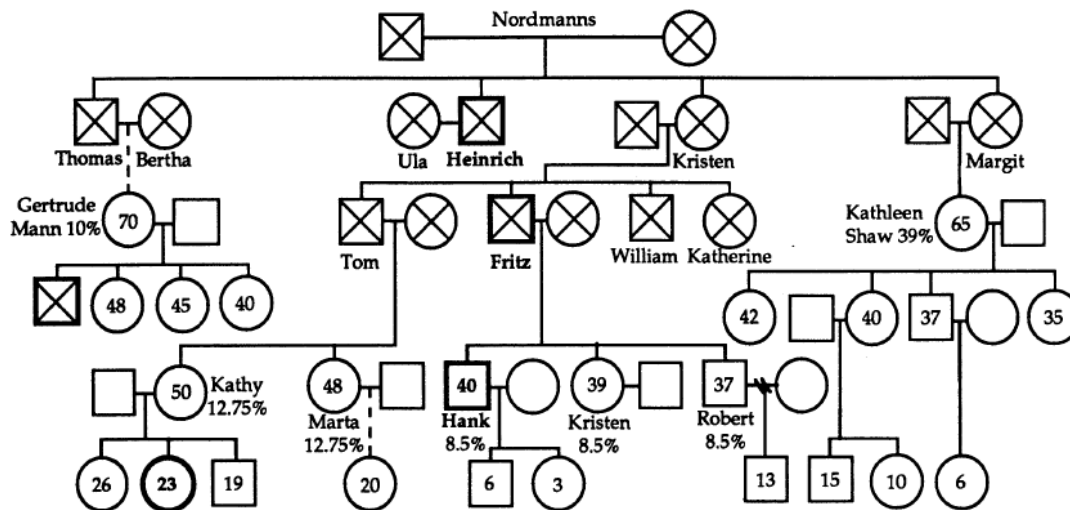 Nordmanns
Thomas Bertha
Ula Heinrich
Kristen
Margit
Gertrude
Mann 10%
70
Tom
Fritz
William Katherine
Kathleen
Shaw 39%
65
48 45 40
42 40 37 35
50 Kathy
12.75%
48
Marta
12.75%
40
Hank
8.5%
39
Kristen
8.5%
37
Robert
8.5%
26 23 19 20 6 3 13 15 10 6